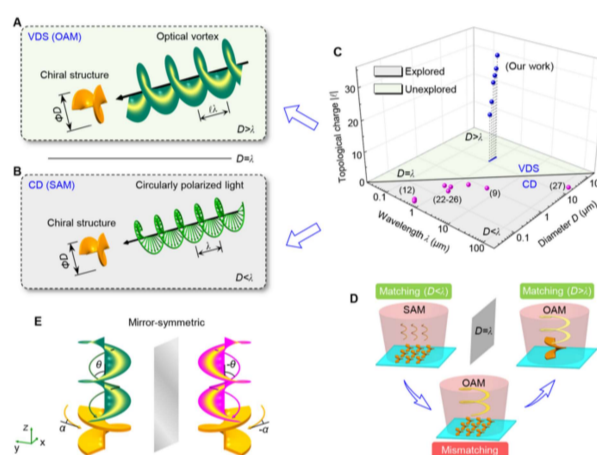 A
VDS (OAM)
Optical vortex
Chiral structure
ΦD
ℓλ
D>λ
D=λ
B
CD (SAM)
Circularly polarized light
Chiral structure
ΦD
λ
D<λ
C
Topological charge |ℓ|
30
20
10
0
Explored
Unexplored
(Our work)
D>λ
VDS
D=λ
CD
(12)
(22-26)
(9)
(27)
D<λ
0.1
1
10
100
Wavelength λ (μm)
0.1
1
10
Diameter D (μm)
D
Matching (D<λ)
SAM
D=λ
Matching (D>λ)
OAM
OAM
Mismatching
E
Mirror-symmetric
θ
-θ
α
-α
z
y
x